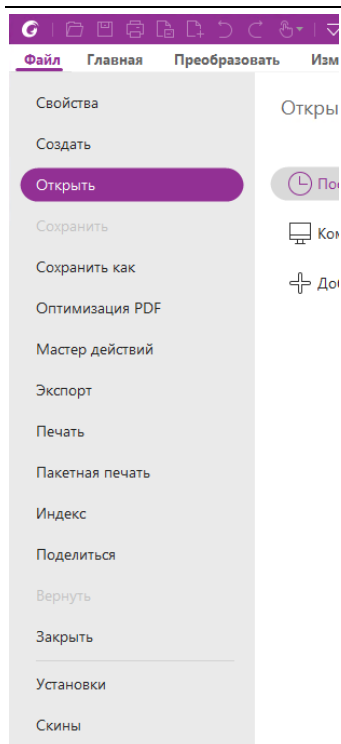 Файл Главная Преобразовать
Свойства
Создать
Открыть
Сохранить
Сохранить как
Оптимизация PDF
Мастер действий
Экспорт
Печать
Пакетная печать
Индекс
Поделиться
Вернуть
Закрыть
Установки
Скины